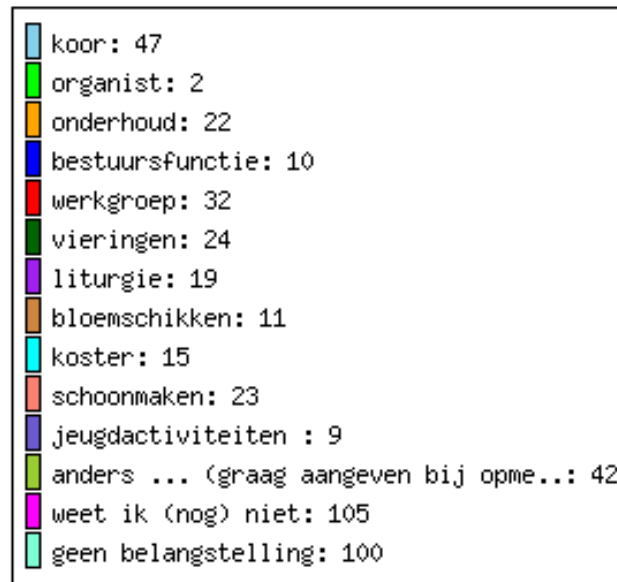 koor: 47
organist: 2
onderhoud: 22
bestuursfunctie: 10
werkgroep: 32
vieringen: 24
liturgie: 19
bloemschikken: 11
koster: 15
schoonmaken: 23
jeugdactiviteiten : 9
anders ... (graag aangeven bij opme..: 42
weet ik (nog) niet: 105
geen belangstelling: 100